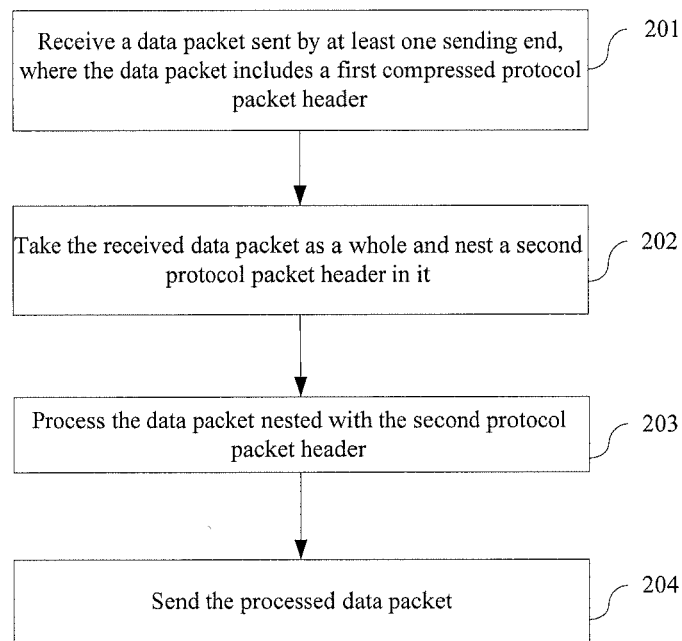 Receive a data packet sent by at least one sending end,
where the data packet includes a first compressed protocol
packet header
201
Take the received data packet as a whole and nest a second
protocol packet header in it
202
Process the data packet nested with the second protocol
packet header
203
Send the processed data packet
204